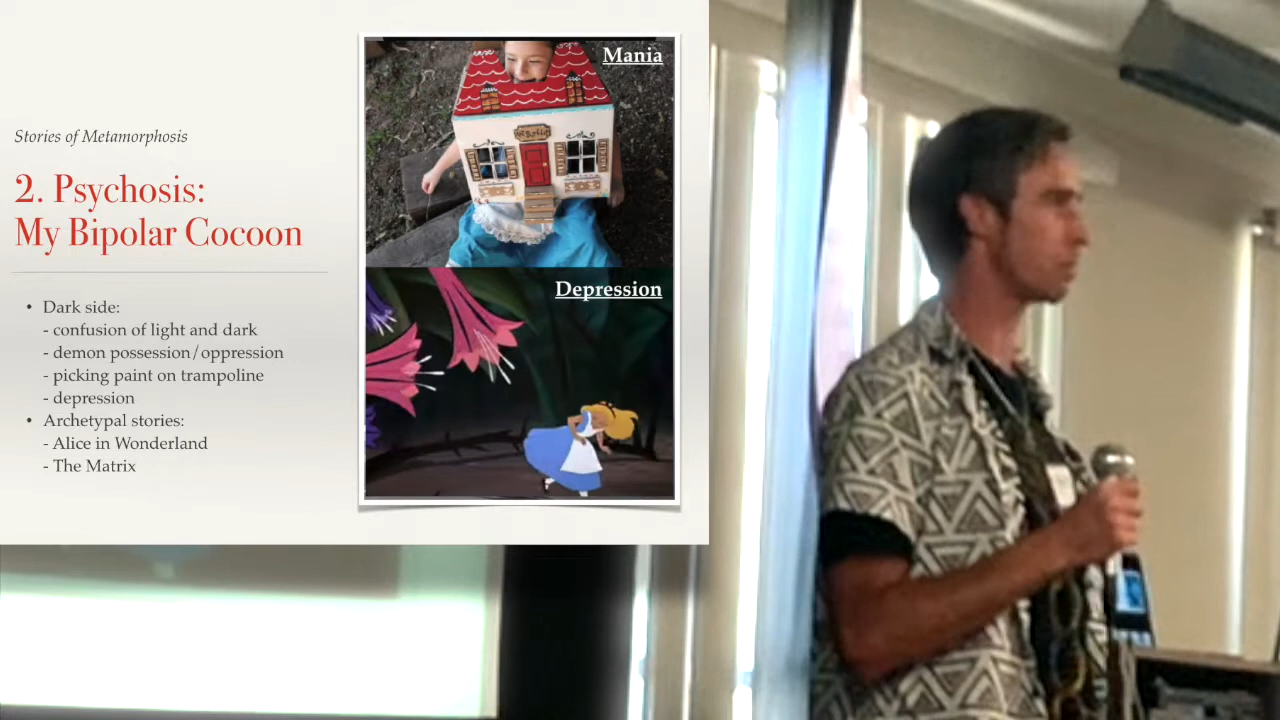 Stories of Metamorphosis
2. Psychosis:
My Bipolar Cocoon
• Dark side:
- confusion of light and dark
- demon possession/oppression
- picking paint on trampoline
- depression
• Archetypal stories:
- Alice in Wonderland
- The Matrix
Mania
Depression